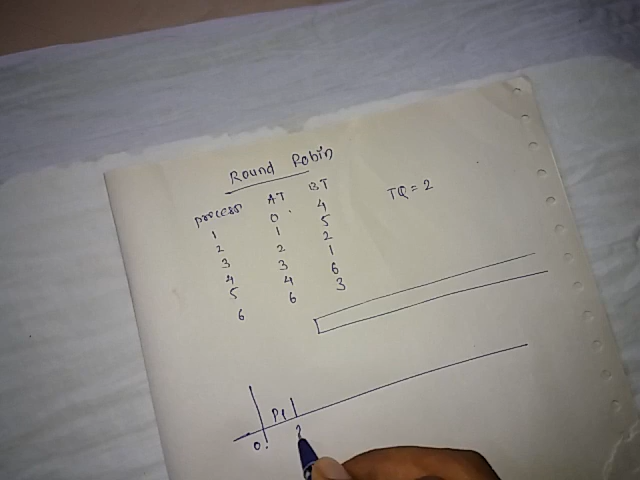 Round Robin
process AT BT
1 0 4
2 1 5
3 2 2
4 3 1
5 4 6
6 6 3
TQ = 2
P1
0 2